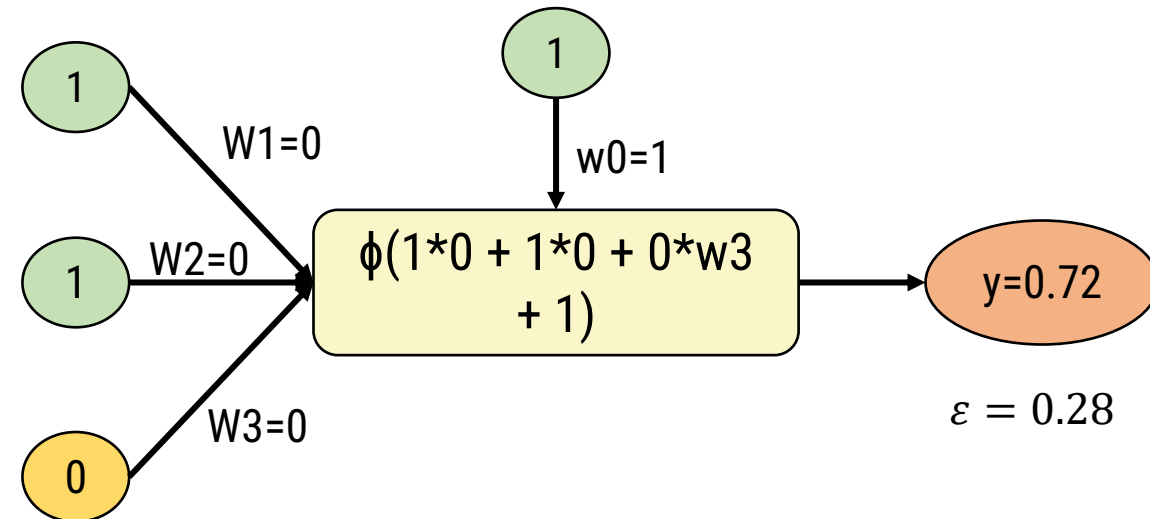 1
1
W1=0
w0=1
1
W2=0
ϕ(1*0 + 1*0 + 0*w3
+ 1)
y=0.72
W3=0
ε = 0.28
0